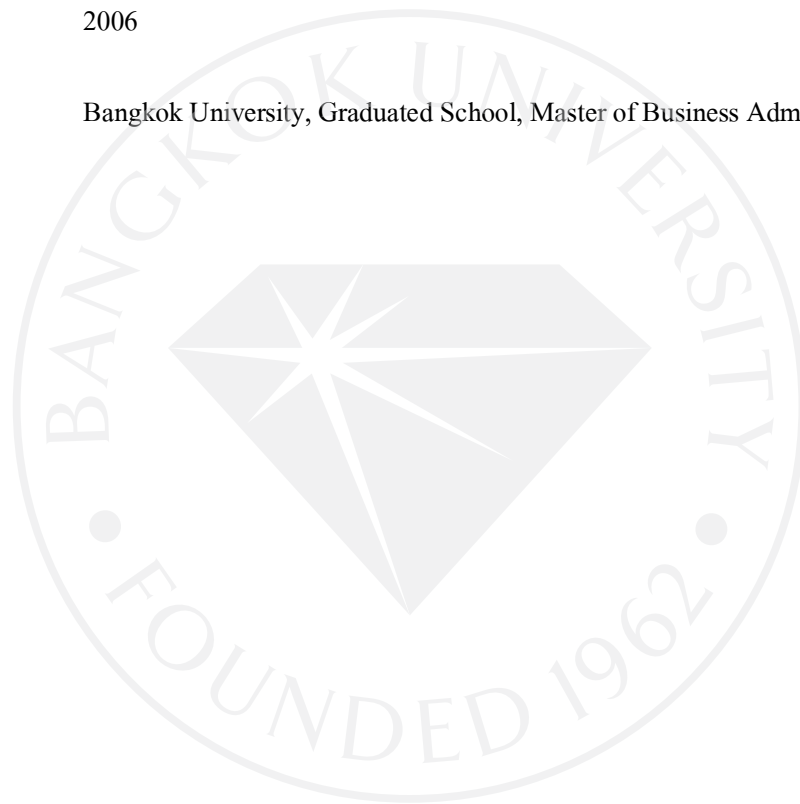 2006
Bangkok University, Graduated School, Master of Business Adm
BANGKOK UNIVERSITY
• FOUNDED 1962 •